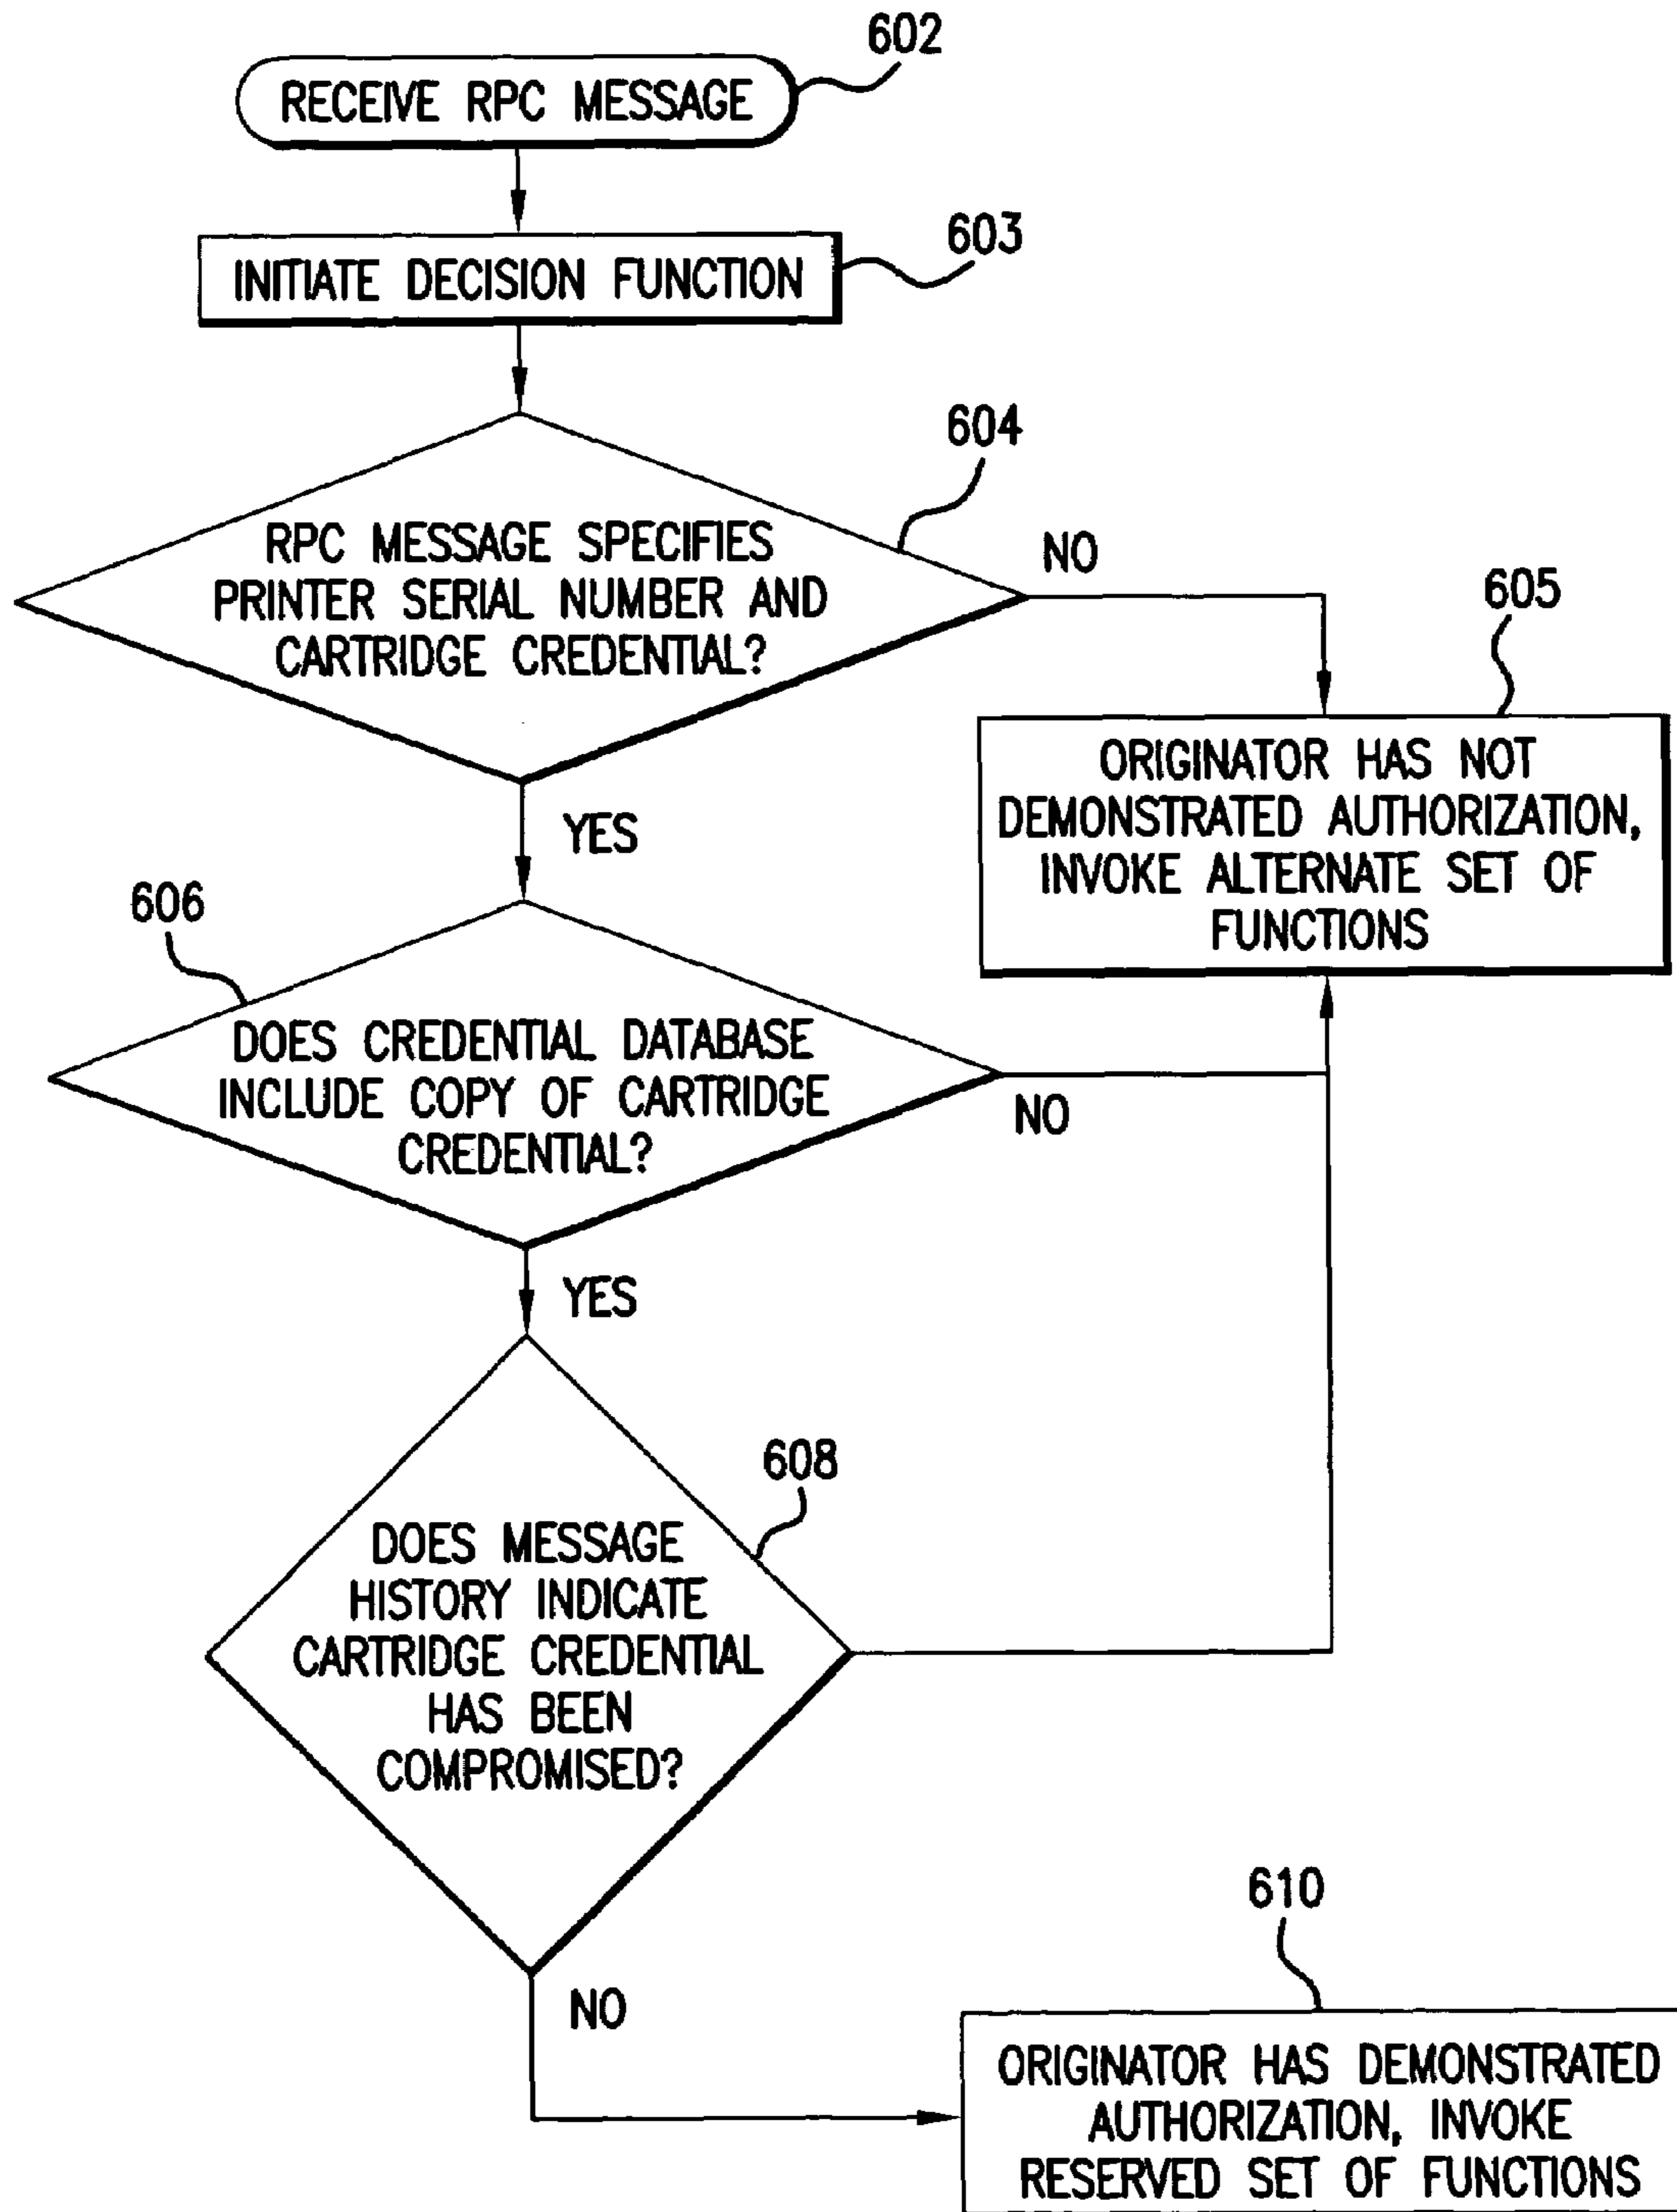 602
RECEIVE RPC MESSAGE
603
INITIATE DECISION FUNCTION
604
RPC MESSAGE SPECIFIES
PRINTER SERIAL NUMBER AND
CARTRIDGE CREDENTIAL?
NO
605
ORIGINATOR HAS NOT
DEMONSTRATED AUTHORIZATION,
INVOKE ALTERNATE SET OF
FUNCTIONS
YES
606
DOES CREDENTIAL DATABASE
INCLUDE COPY OF CARTRIDGE
CREDENTIAL?
NO
YES
608
DOES MESSAGE
HISTORY INDICATE
CARTRIDGE CREDENTIAL
HAS BEEN
COMPROMISED?
NO
610
ORIGINATOR HAS DEMONSTRATED
AUTHORIZATION, INVOKE
RESERVED SET OF FUNCTIONS